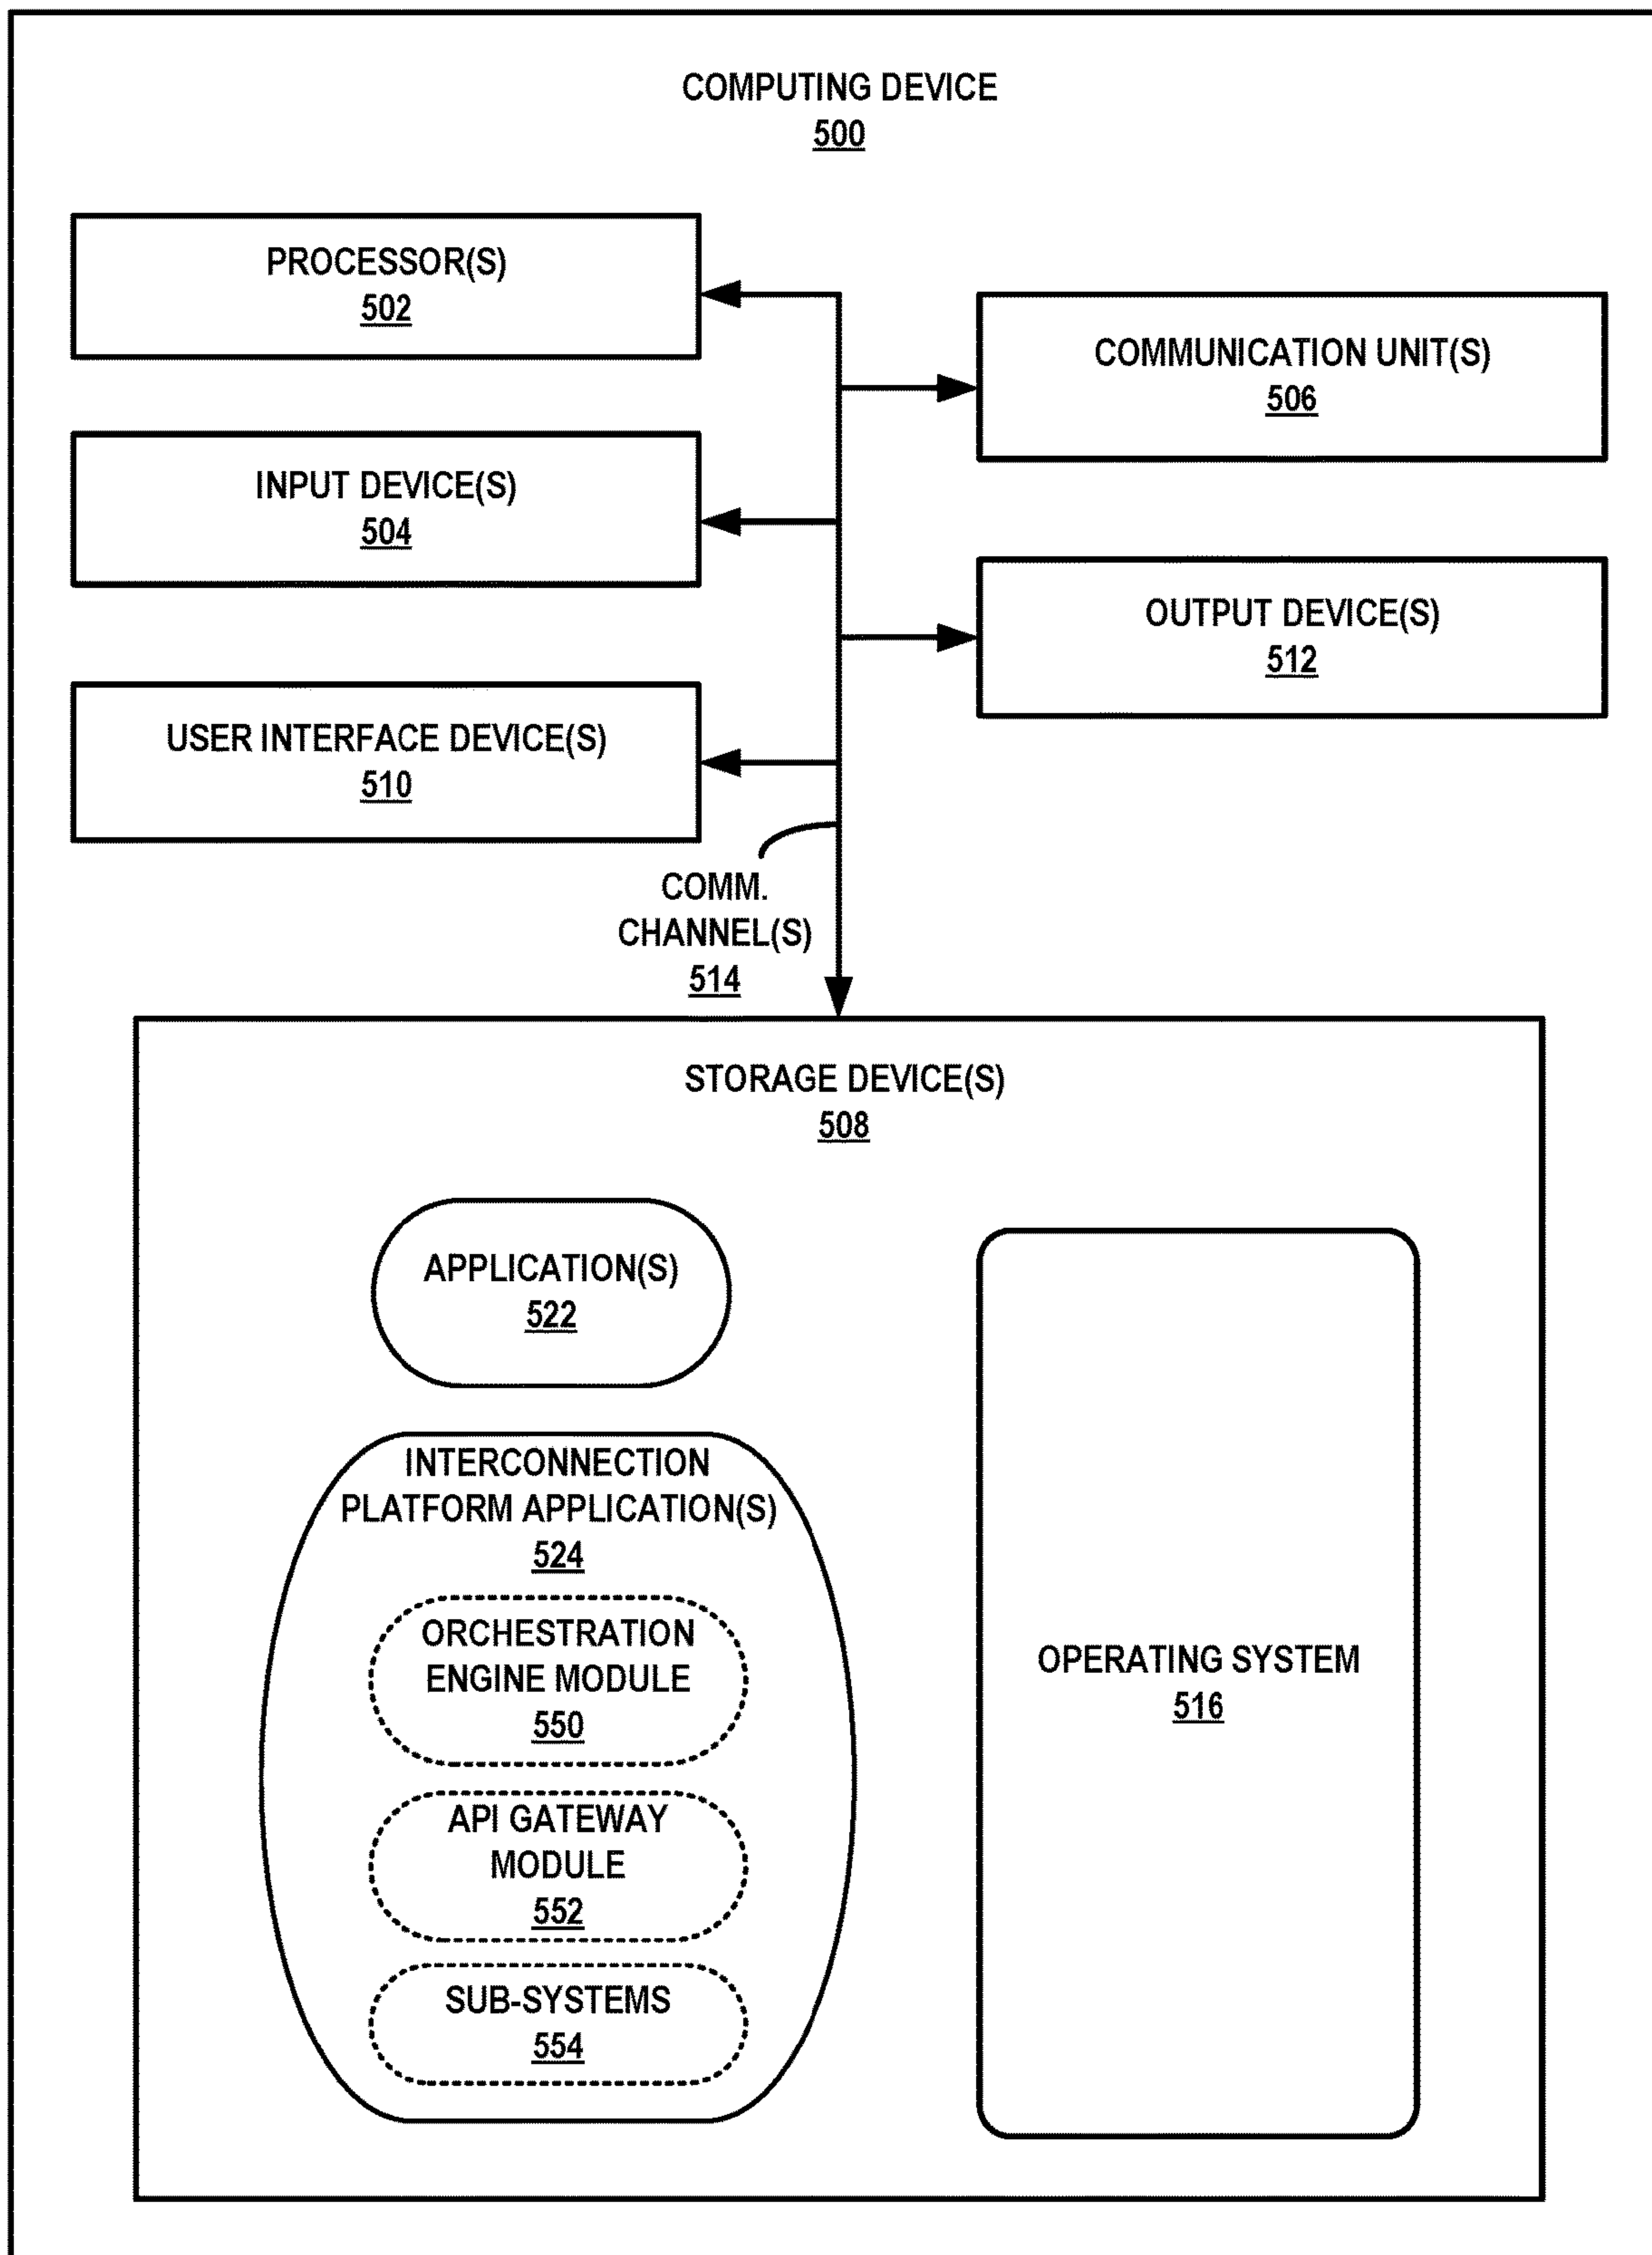 COMPUTING DEVICE
500
PROCESSOR(S)
502
COMMUNICATION UNIT(S)
506
INPUT DEVICE(S)
504
OUTPUT DEVICE(S)
512
USER INTERFACE DEVICE(S)
510
COMM.
CHANNEL(S)
514
STORAGE DEVICE(S)
508
APPLICATION(S)
522
INTERCONNECTION
PLATFORM APPLICATION(S)
524
ORCHESTRATION
ENGINE MODULE
550
API GATEWAY
MODULE
552
SUB-SYSTEMS
554
OPERATING SYSTEM
516